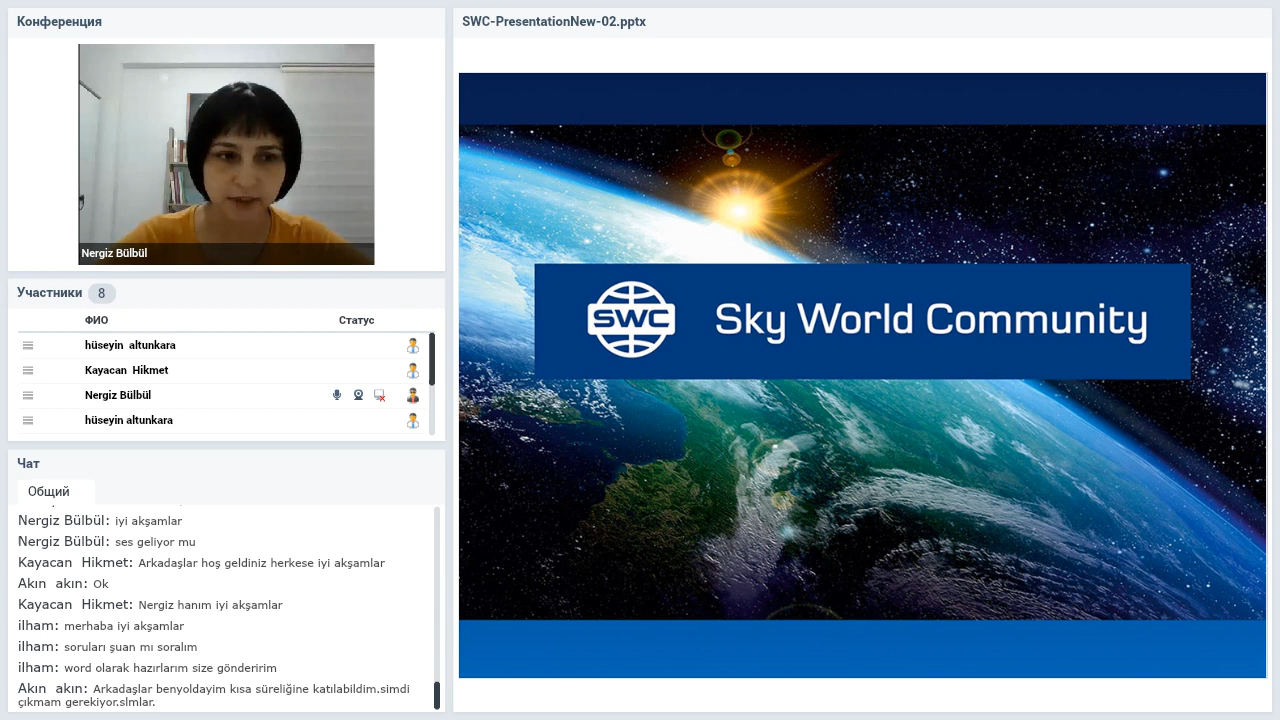 Конференция
Nergiz Bülbül
Участники 8
ФИО Статус
hüseyin altunkara
Kayacan Hikmet
Nergiz Bülbül
hüseyin altunkara
Чат
Общий
Nergiz Bülbül: iyi akşamlar
Nergiz Bülbül: ses geliyor mu
Kayacan Hikmet: Arkadaşlar hoş geldiniz herkese iyi akşamlar
Akın akın: Ok
Kayacan Hikmet: Nergiz hanım iyi akşamlar
ilham: merhaba iyi akşamlar
ilham: soruları şuan mı soralım
ilham: word olarak hazırlarım size gönderirim
Akın akın: Arkadaşlar benyoldayim kısa süreliğine katılabildim.simdi
çıkmam gerekiyor.slmlar.
SWC-PresentationNew-02.pptx
SWC Sky World Community